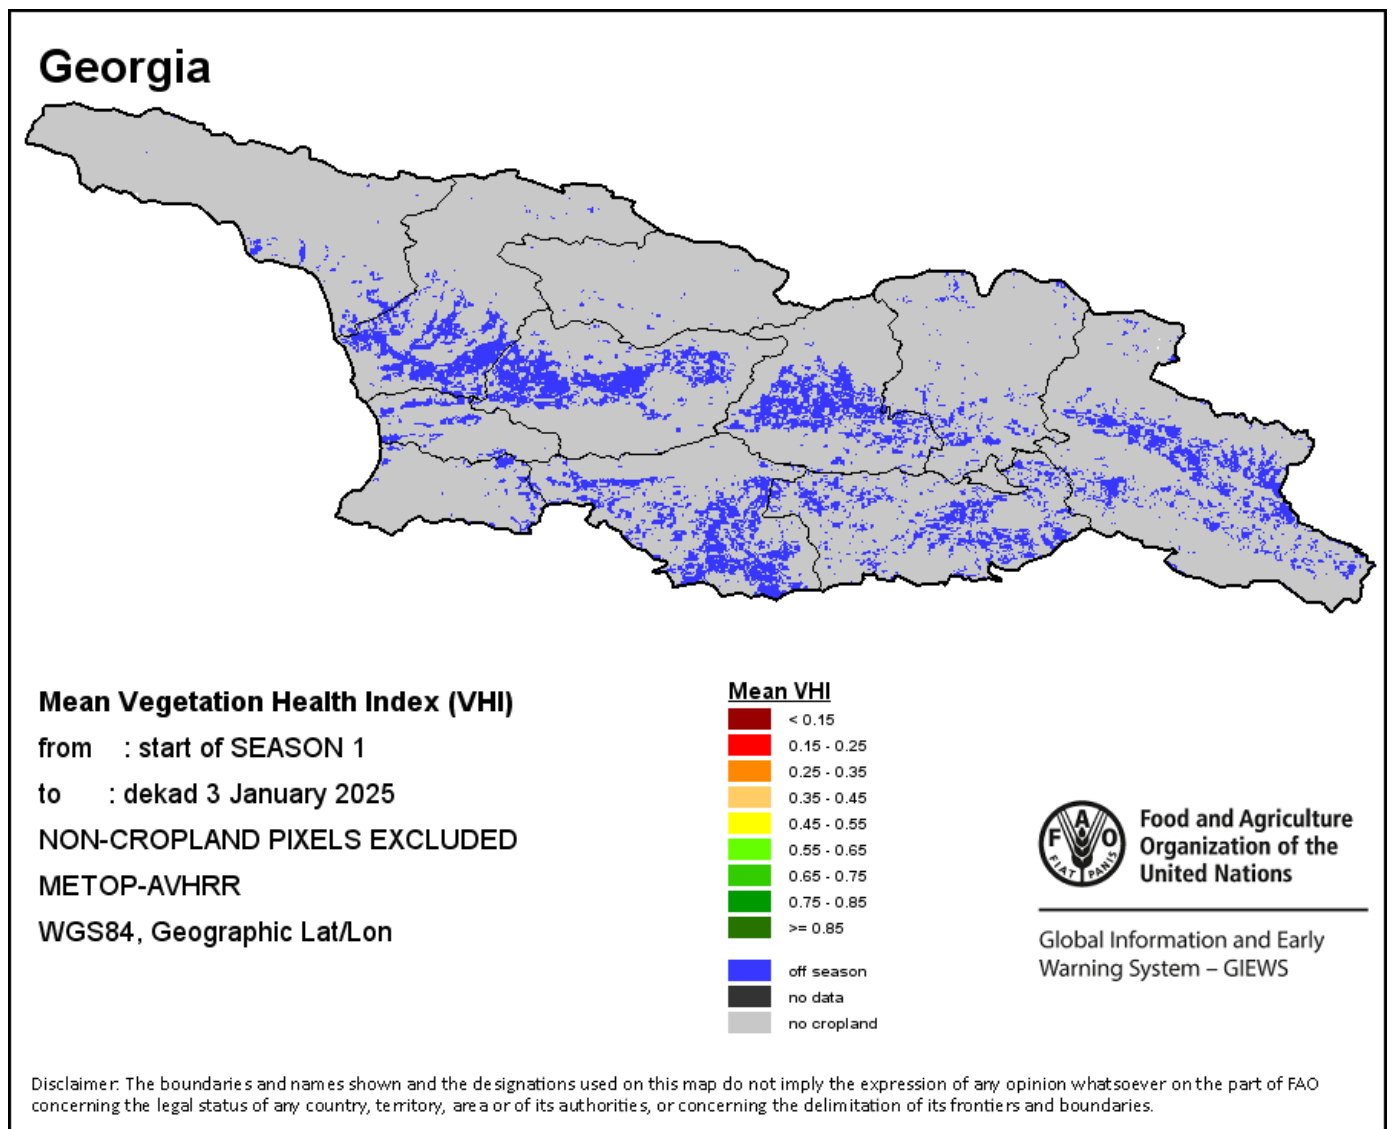 Georgia
Mean Vegetation Health Index (VHI)
from : start of SEASON 1
to : dekad 3 January 2025
NON-CROPLAND PIXELS EXCLUDED
METOP-AVHRR
WGS84, Geographic Lat/Lon
Mean VHI
< 0.15
0.15 - 0.25
0.25 - 0.35
0.35 - 0.45
0.45 - 0.55
0.55 - 0.65
0.65 - 0.75
0.75 - 0.85
>= 0.85
off season
no data
no cropland
F A O
FIAT PANIS
Food and Agriculture
Organization of the
United Nations
Global Information and Early
Warning System – GIEWS
Disclaimer: The boundaries and names shown and the designations used on this map do not imply the expression of any opinion whatsoever on the part of FAO
concerning the legal status of any country, territory, area or of its authorities, or concerning the delimitation of its frontiers and boundaries.